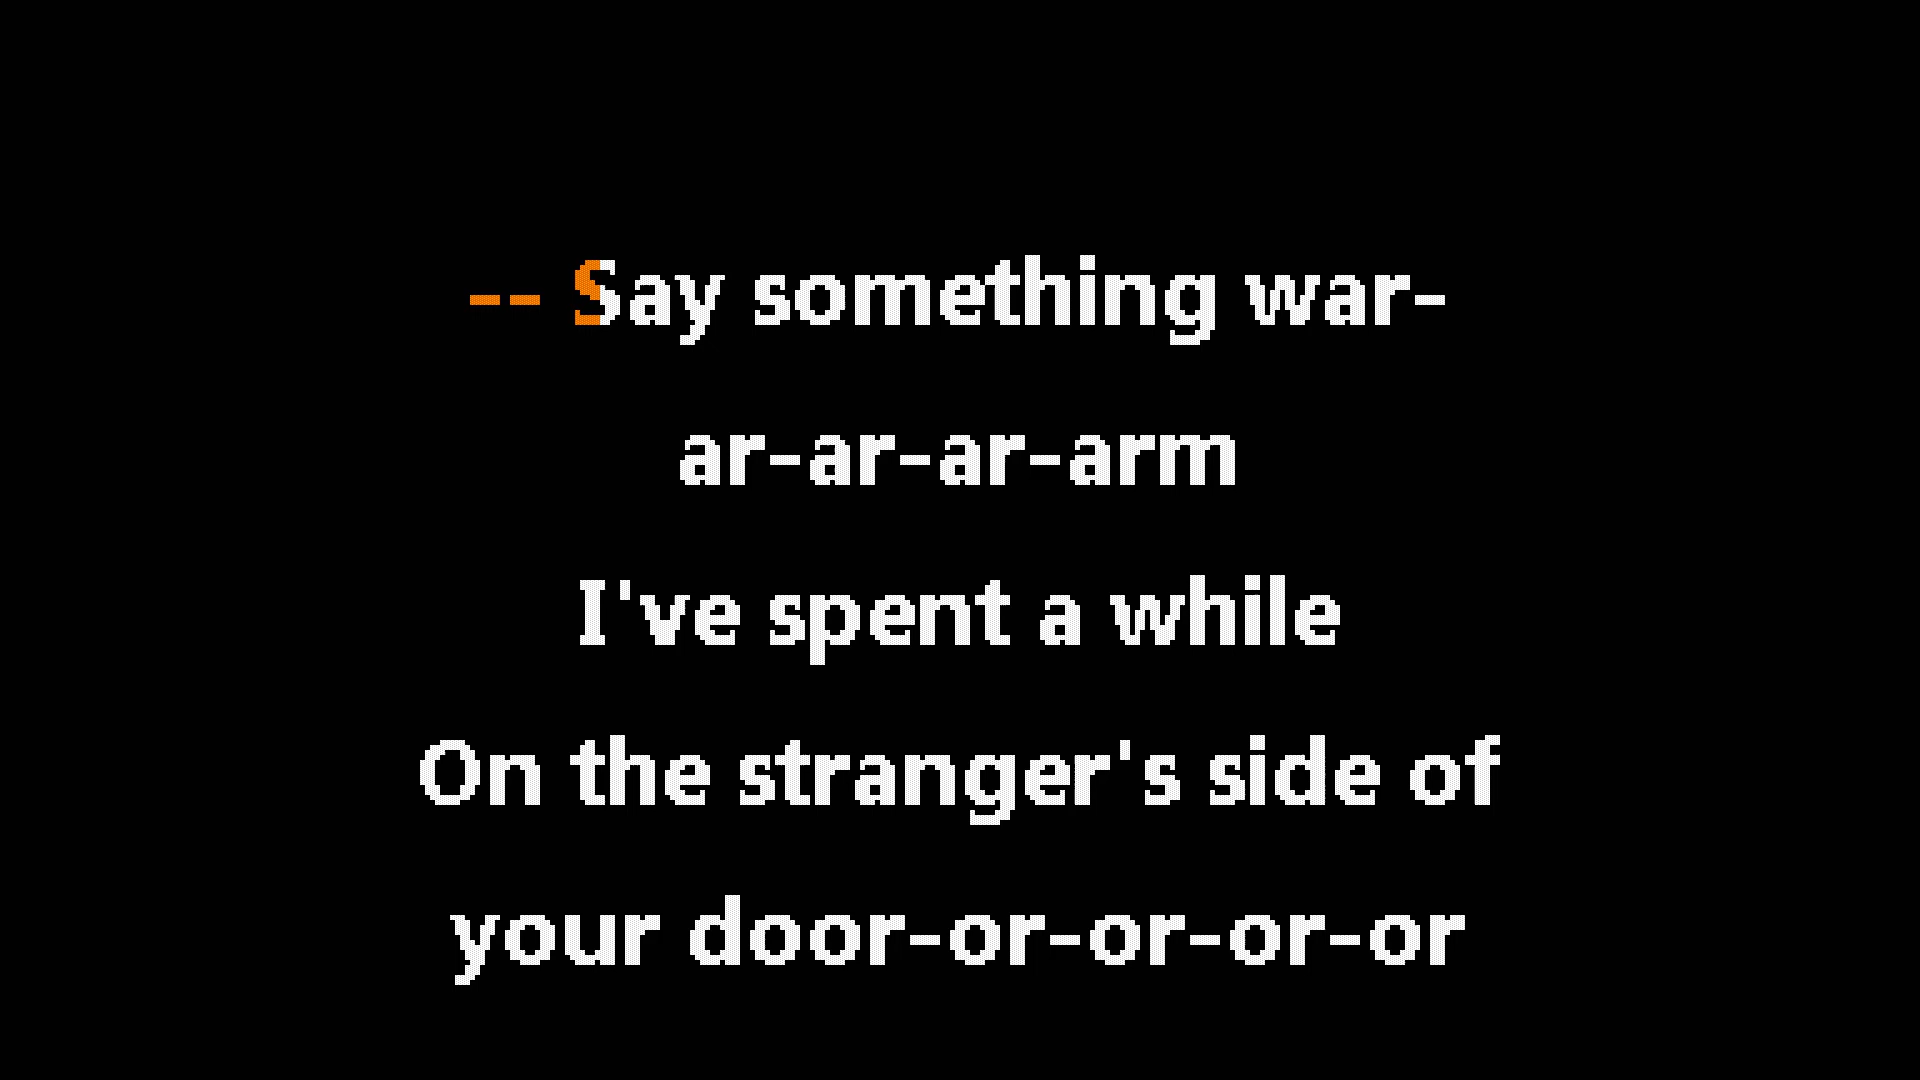 -- Say something war-
ar-ar-ar-arm
I've spent a while
On the stranger's side of
your door-or-or-or-or